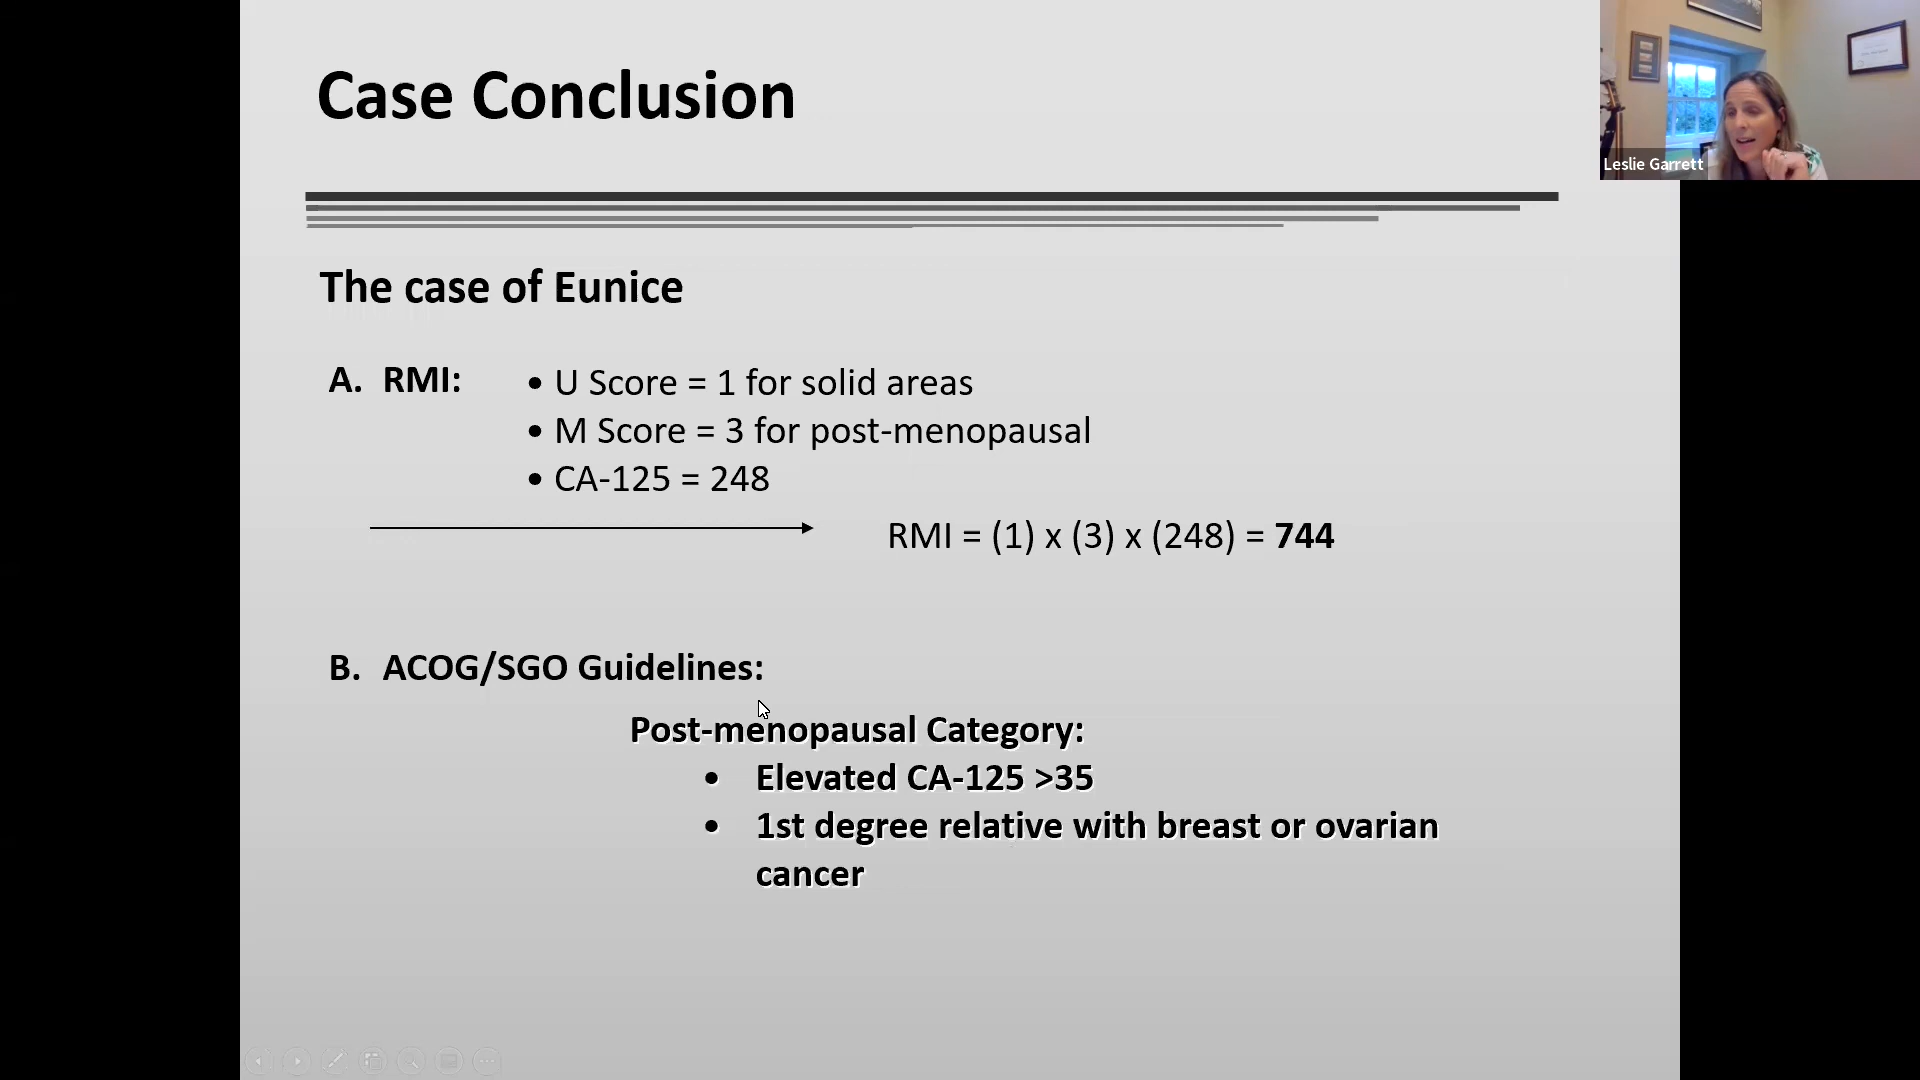 Case Conclusion
Leslie Garrett
The case of Eunice
A. RMI:
• U Score = 1 for solid areas
• M Score = 3 for post-menopausal
• CA-125 = 248
RMI = (1) x (3) x (248) = 744
B. ACOG/SGO Guidelines:
Post-menopausal Category:
• Elevated CA-125 >35
• 1st degree relative with breast or ovarian
cancer